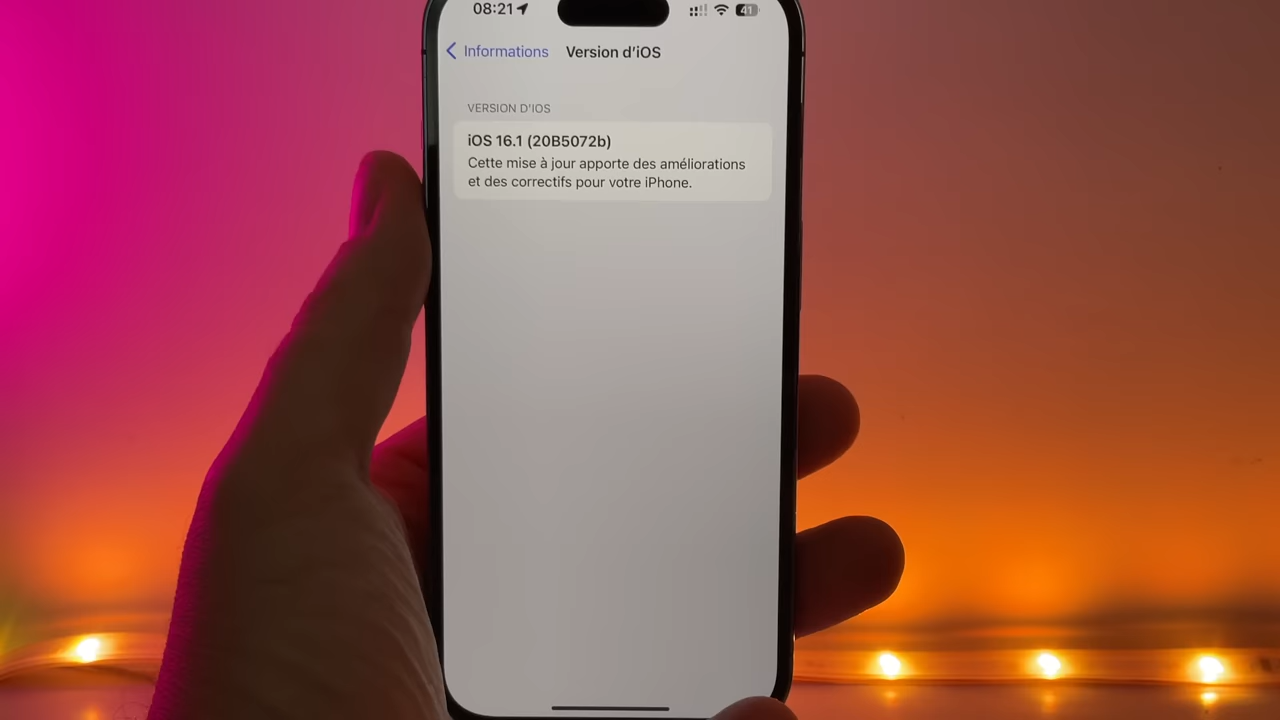 08:21
41
Informations Version d’iOS
VERSION D'IOS
iOS 16.1 (20B5072b)
Cette mise à jour apporte des améliorations
et des correctifs pour votre iPhone.